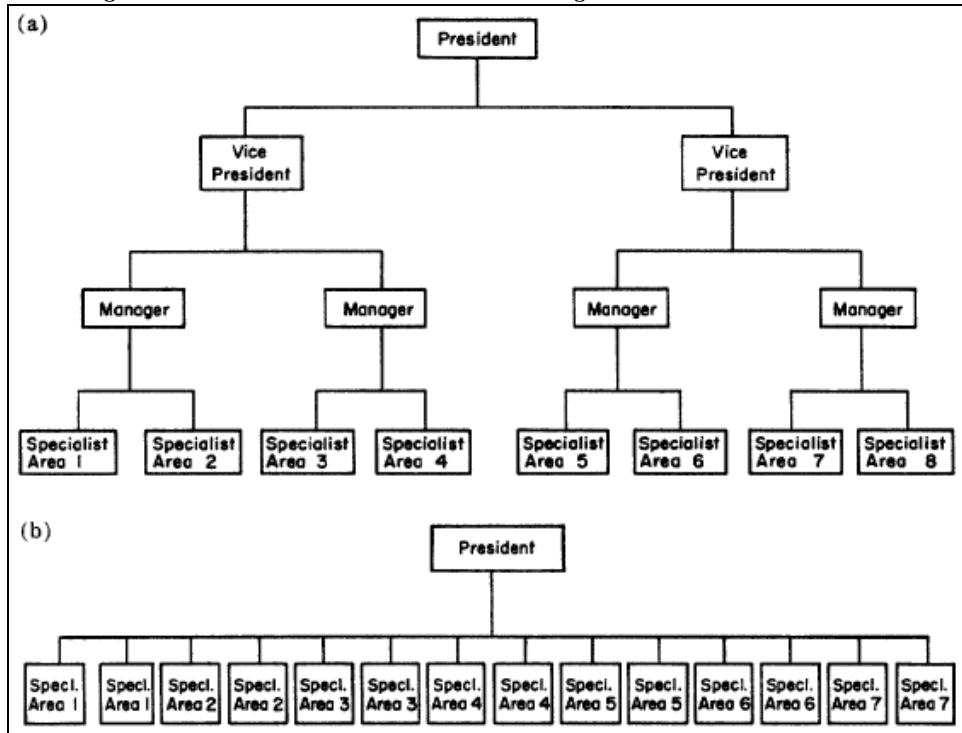 (a)
President
Vice
President
Vice
President
Manager
Manager
Manager
Manager
Specialist
Area 1
Specialist
Area 2
Specialist
Area 3
Specialist
Area 4
Specialist
Area 5
Specialist
Area 6
Specialist
Area 7
Specialist
Area 8
(b)
President
Specl.
Area 1
Specl.
Area 1
Specl.
Area 2
Specl.
Area 2
Specl.
Area 3
Specl.
Area 3
Specl.
Area 4
Specl.
Area 4
Specl.
Area 5
Specl.
Area 5
Specl.
Area 6
Specl.
Area 6
Specl.
Area 7
Specl.
Area 7